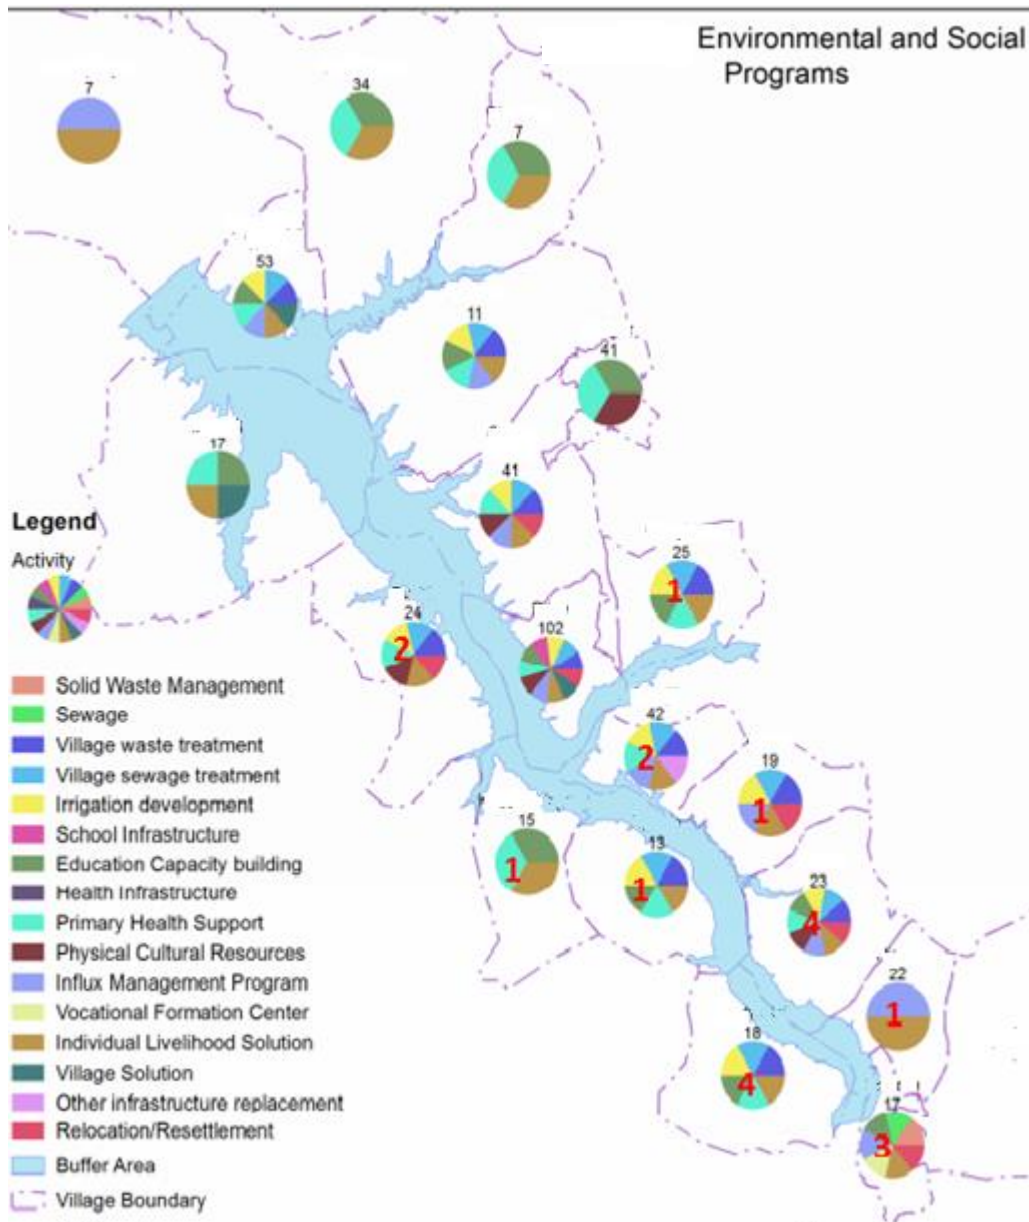 Environmental and Social
Programs
7
34
7
53
11
41
17
41
25
1
24
2
102
42
2
19
1
15
1
13
1
23
4
22
1
18
4
17
3
Legend
Activity
Solid Waste Management
Sewage
Village waste treatment
Village sewage treatment
Irrigation development
School Infrastructure
Education Capacity building
Health Infrastructure
Primary Health Support
Physical Cultural Resources
Influx Management Program
Vocational Formation Center
Individual Livelihood Solution
Village Solution
Other infrastructure replacement
Relocation/Resettlement
Buffer Area
Village Boundary